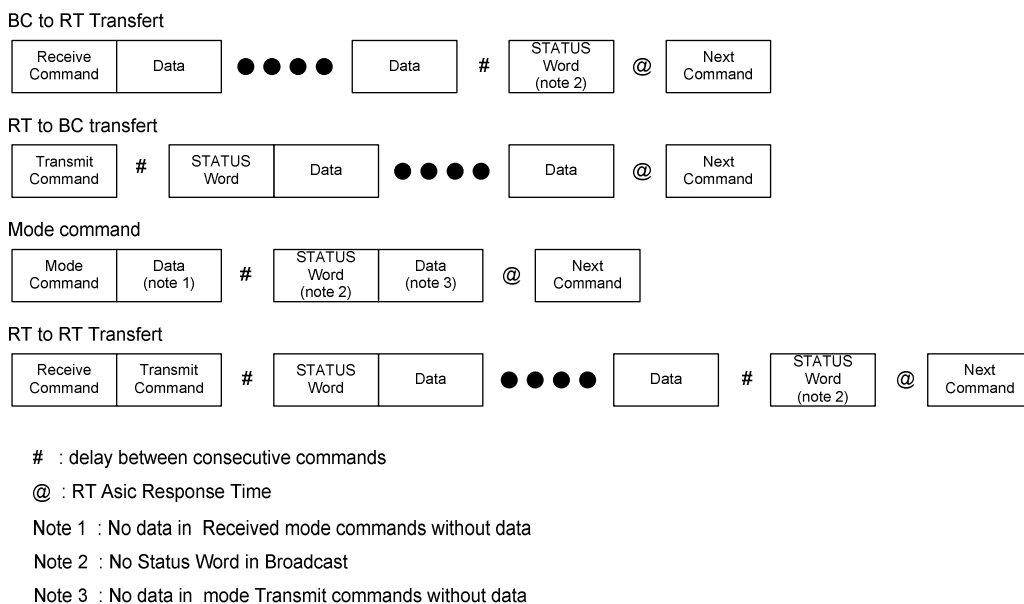 BC to RT Transfert
Receive Command Data Data # STATUS Word (note 2) @ Next Command
RT to BC transfert
Transmit Command # STATUS Word Data Data @ Next Command
Mode command
Mode Command Data (note 1) # STATUS Word (note 2) Data (note 3) @ Next Command
RT to RT Transfert
Receive Command Transmit Command # STATUS Word Data Data # STATUS Word (note 2) @ Next Command
# : delay between consecutive commands
@ : RT Asic Response Time
Note 1 : No data in Received mode commands without data
Note 2 : No Status Word in Broadcast
Note 3 : No data in mode Transmit commands without data